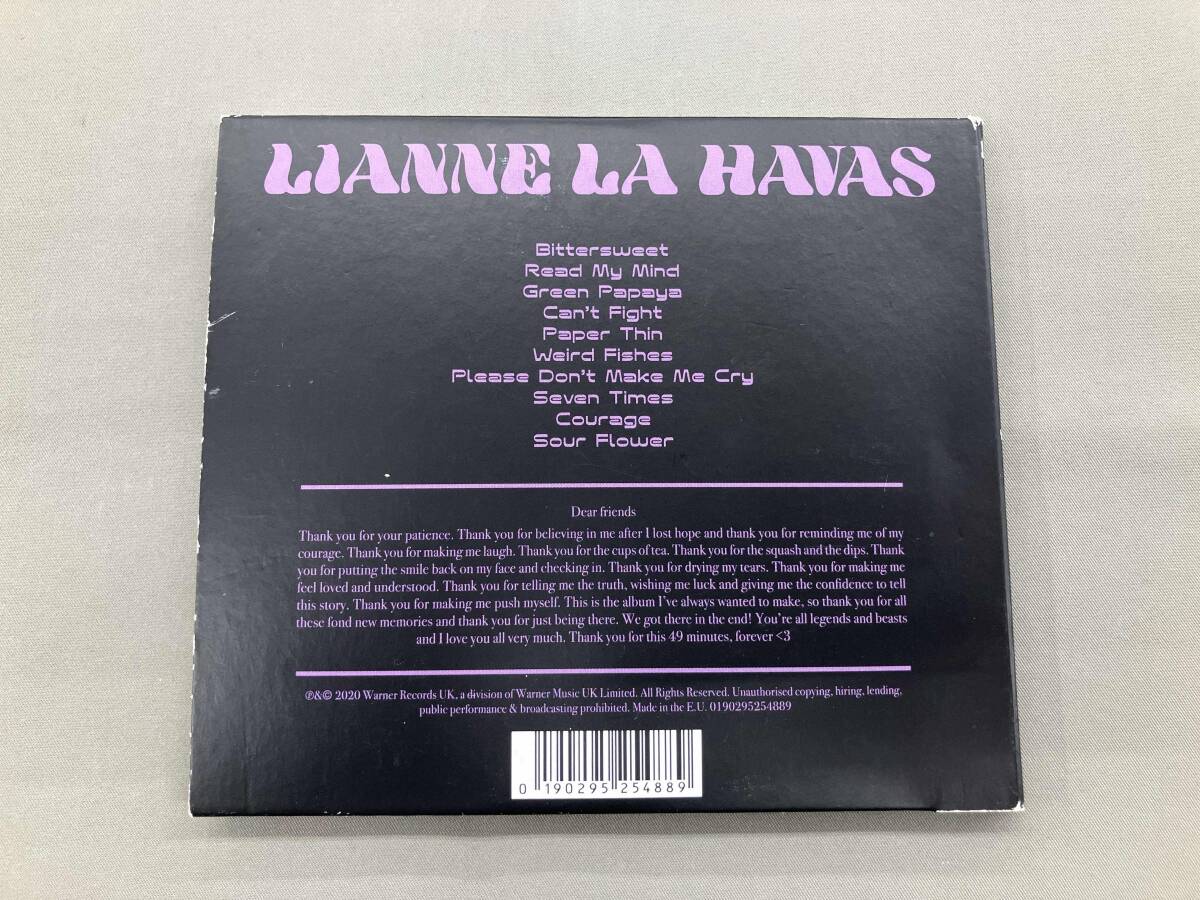 LIANNE LA HAVAS
Bittersweet
Read My Mind
Green Papaya
Can't Fight
Paper Thin
Weird Fishes
Please Don't Make Me Cry
Seven Times
Courage
Sour Flower
Dear friends
Thank you for your patience. Thank you for believing in me after I lost hope and thank you for reminding me of my
courage. Thank you for making me laugh. Thank you for the cups of tea. Thank you for the squash and the dips. Thank
you for putting the smile back on my face and checking in. Thank you for drying my tears. Thank you for making me
feel loved and understood. Thank you for telling me the truth, wishing me luck and giving me the confidence to tell
this story. Thank you for making me push myself. This is the album I've always wanted to make, so thank you for all
these fond new memories and thank you for just being there. We got there in the end! You're all legends and beasts
and I love you all very much. Thank you for this 49 minutes, forever <3
℗&© 2020 Warner Records UK, a division of Warner Music UK Limited. All Rights Reserved. Unauthorised copying, hiring, lending,
public performance & broadcasting prohibited. Made in the E.U. 0190295254889
0 190295 254889